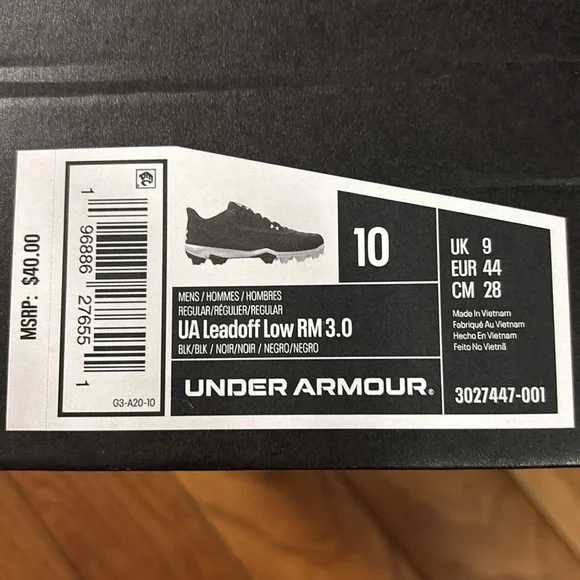 MSRP: $40.00
1 96886 27655 1
G3-A20-10
10
MENS / HOMMES / HOMBRES
REGULAR/RÉGULIER/REGULAR
UA Leadoff Low RM 3.0
BLK/BLK / NOIR/NOIR / NEGRO/NEGRO
UNDER ARMOUR®
UK 9
EUR 44
CM 28
Made In Vietnam
Fabriqué Au Vietnam
Hecho En Vietnam
Feito No Vietnã
3027447-001